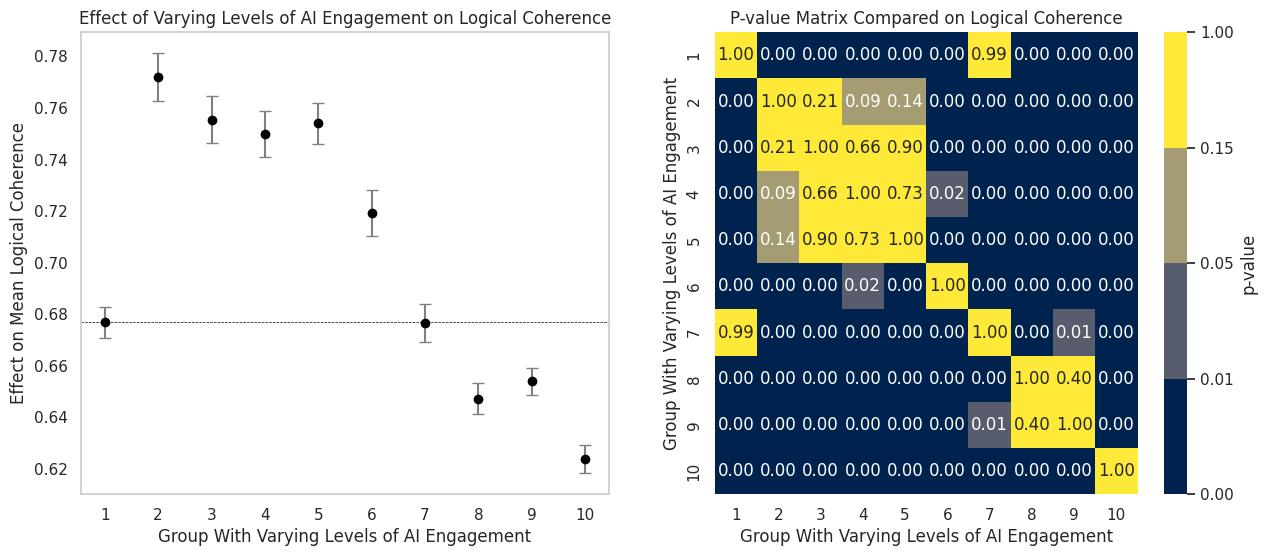 Effect of Varying Levels of AI Engagement on Logical Coherence
Effect on Mean Logical Coherence
0.78
0.76
0.74
0.72
0.70
0.68
0.66
0.64
0.62
1 2 3 4 5 6 7 8 9 10
Group With Varying Levels of AI Engagement
P-value Matrix Compared on Logical Coherence
Group With Varying Levels of AI Engagement
1 1.00 0.00 0.00 0.00 0.00 0.00 0.99 0.00 0.00 0.00
2 0.00 1.00 0.21 0.09 0.14 0.00 0.00 0.00 0.00 0.00
3 0.00 0.21 1.00 0.66 0.90 0.00 0.00 0.00 0.00 0.00
4 0.00 0.09 0.66 1.00 0.73 0.02 0.00 0.00 0.00 0.00
5 0.00 0.14 0.90 0.73 1.00 0.00 0.00 0.00 0.00 0.00
6 0.00 0.00 0.00 0.02 0.00 1.00 0.00 0.00 0.00 0.00
7 0.99 0.00 0.00 0.00 0.00 0.00 1.00 0.00 0.01 0.00
8 0.00 0.00 0.00 0.00 0.00 0.00 0.00 1.00 0.40 0.00
9 0.00 0.00 0.00 0.00 0.00 0.00 0.01 0.40 1.00 0.00
10 0.00 0.00 0.00 0.00 0.00 0.00 0.00 0.00 0.00 1.00
1 2 3 4 5 6 7 8 9 10
Group With Varying Levels of AI Engagement
1.00
0.15
0.05
0.01
0.00
p-value